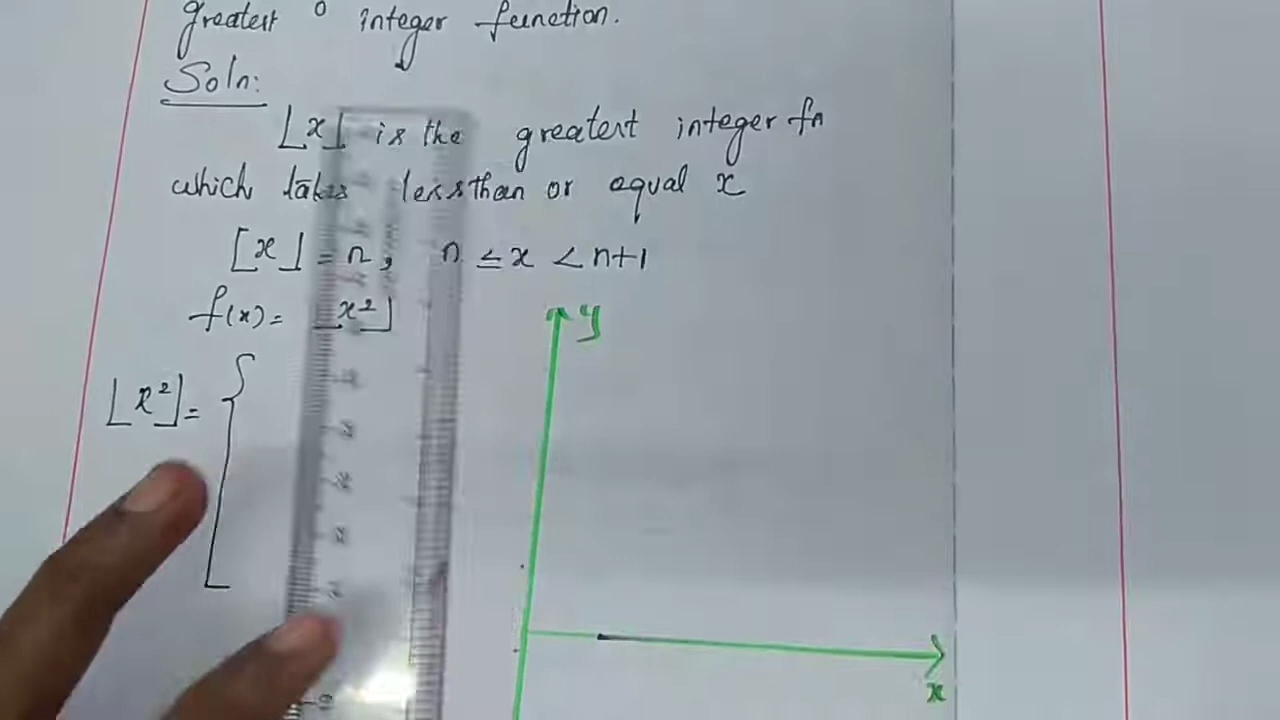 greatest integer function.
Soln:
⌊x⌋ is the greatest integer fn
which takes less than or equal x
⌊x⌋ = n, n ≤ x < n+1
f(x) = ⌊x²⌋
⌊x²⌋ = {
y
x